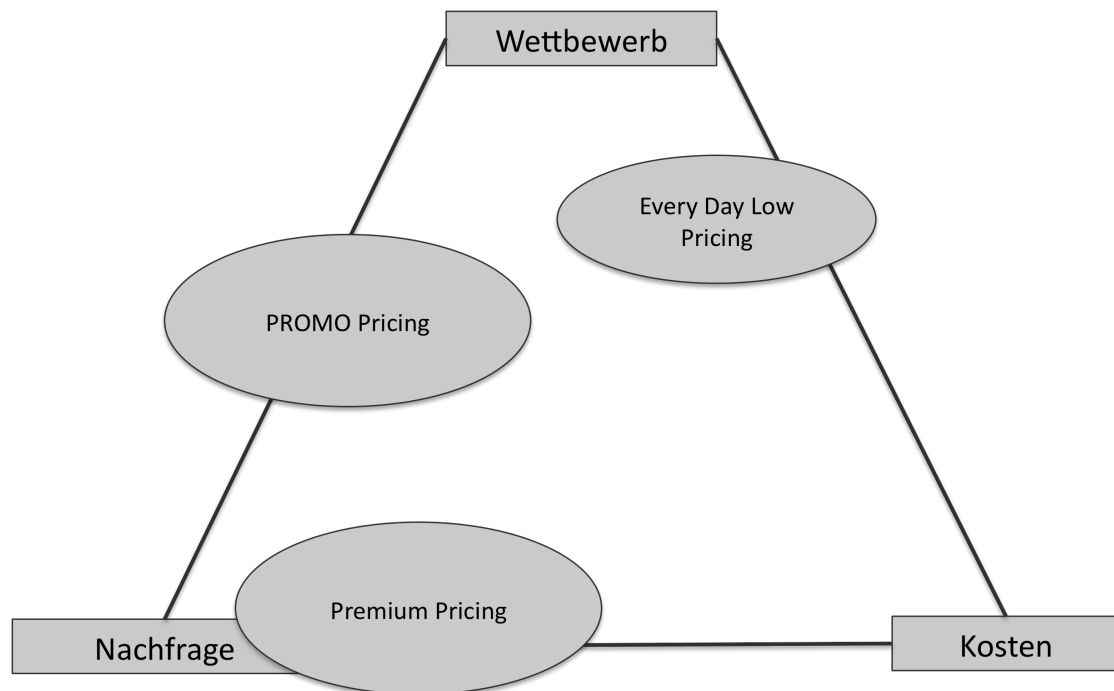 Wettbewerb
Every Day Low
Pricing
PROMO Pricing
Premium Pricing
Nachfrage
Kosten